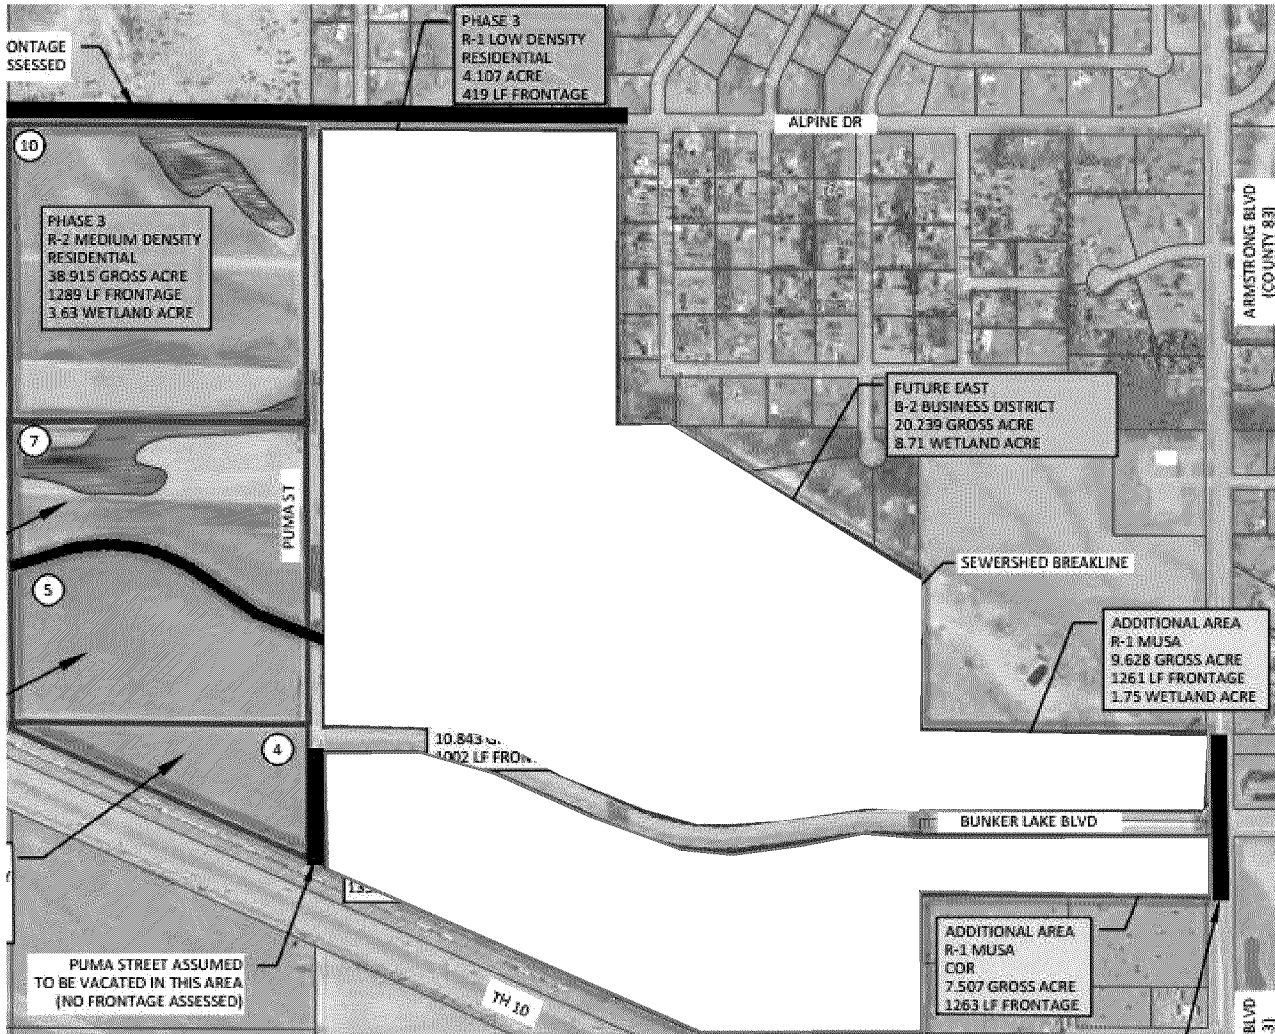 ONTAGE
SSESSED
PHASE 3
R-1 LOW DENSITY
RESIDENTIAL
4.107 ACRE
419 LF FRONTAGE
ALPINE DR
10
PHASE 3
R-2 MEDIUM DENSITY
RESIDENTIAL
38.915 GROSS ACRE
1289 LF FRONTAGE
3.63 WETLAND ACRE
ARMSTRONG BLVD
(COUNTY 83)
FUTURE EAST
B-2 BUSINESS DISTRICT
20.239 GROSS ACRE
8.71 WETLAND ACRE
7
PUMA ST
SEWERSHED BREAKLINE
5
ADDITIONAL AREA
R-1 MUSA
9.628 GROSS ACRE
1261 LF FRONTAGE
1.75 WETLAND ACRE
4
10.843
1002 LF FRON
BUNKER LAKE BLVD
PUMA STREET ASSUMED
TO BE VACATED IN THIS AREA
(NO FRONTAGE ASSESSED)
TH 10
ADDITIONAL AREA
R-1 MUSA
COR
7.507 GROSS ACRE
1263 LF FRONTAGE
BLVD